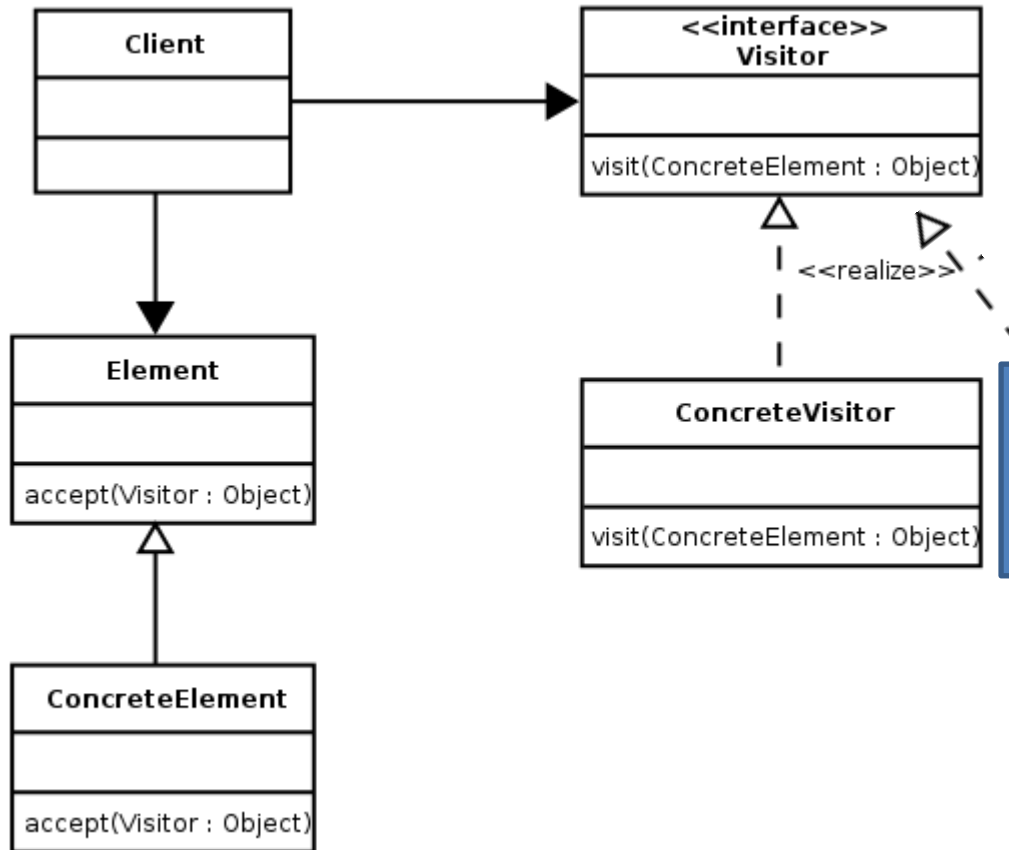 Client
<<interface>>
Visitor
visit(ConcreteElement : Object)
<<realize>>
Element
accept(Visitor : Object)
ConcreteVisitor
visit(ConcreteElement : Object)
ConcreteElement
accept(Visitor : Object)